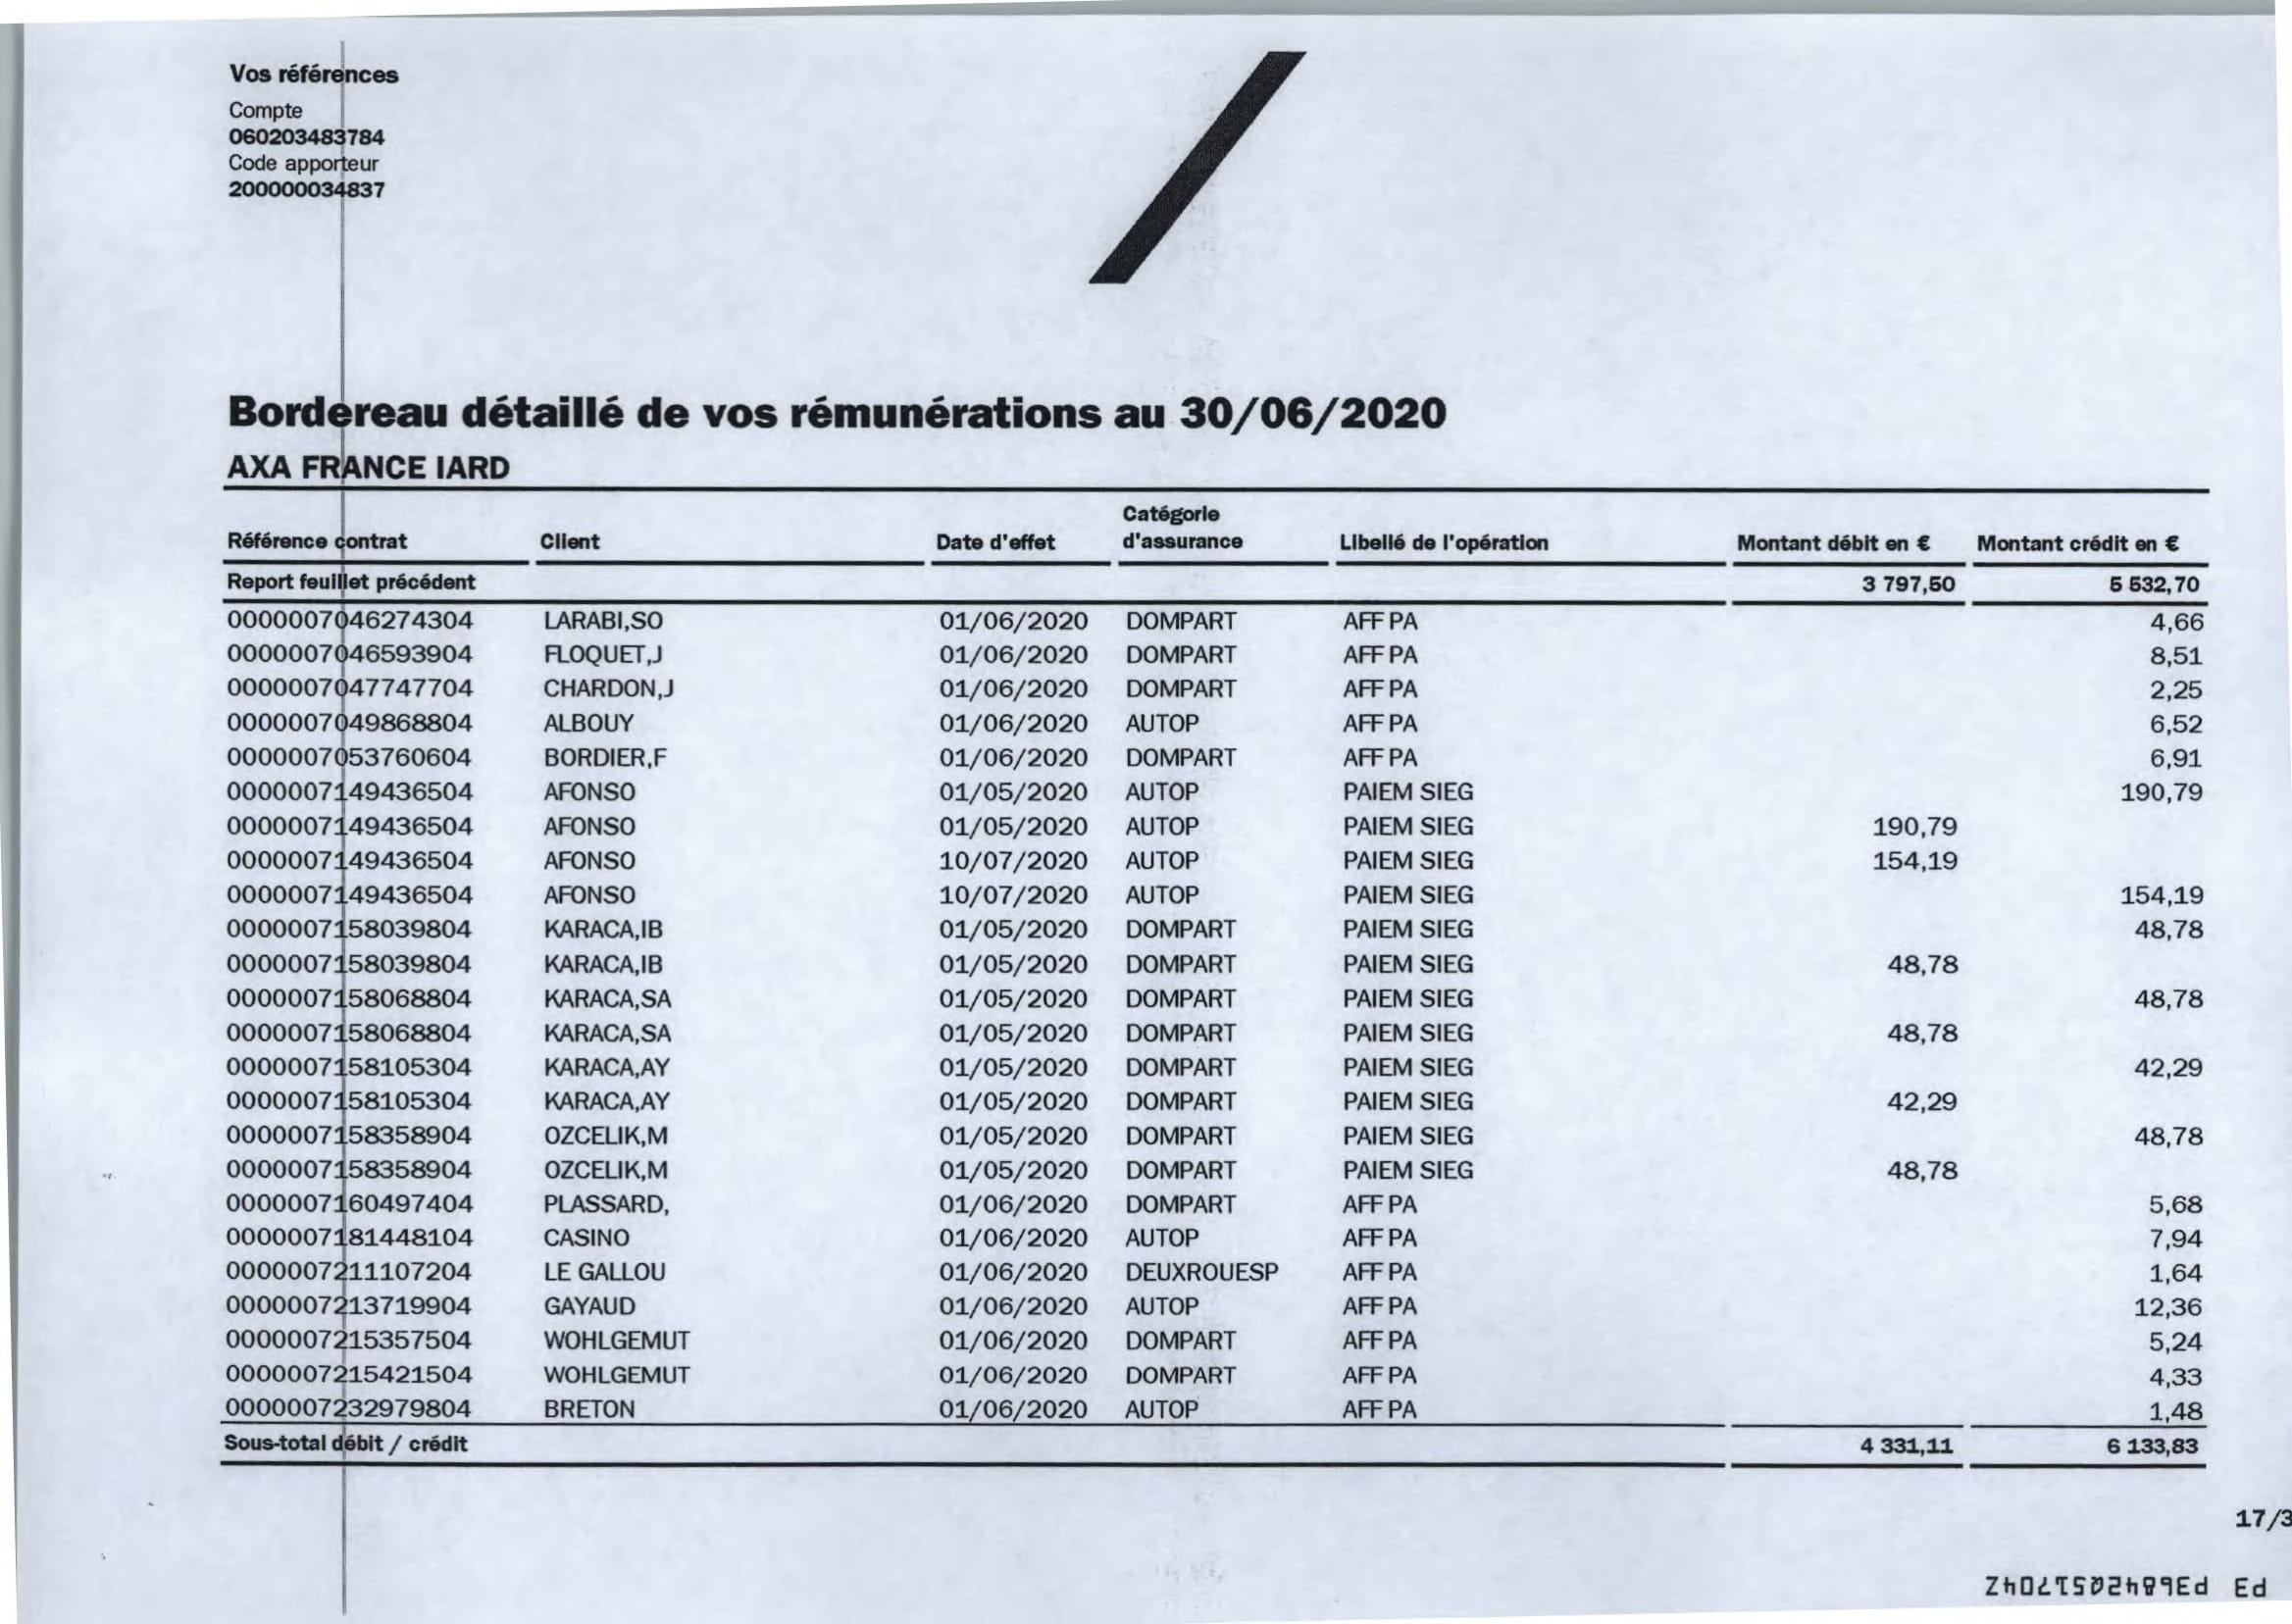 Vos références
Compte
060203483784
Code apporteur
200000034837
Bordereau détaillé de vos rémunérations au 30/06/2020
AXA FRANCE IARD
Référence contrat Client Date d'effet Catégorie d'assurance Libellé de l'opération Montant débit en € Montant crédit en €
Report feuillet précédent 3 797,50 5 532,70
0000007046274304 LARABI,SO 01/06/2020 DOMPART AFF PA 4,66
0000007046593904 FLOQUET,J 01/06/2020 DOMPART AFF PA 8,51
0000007047747704 CHARDON,J 01/06/2020 DOMPART AFF PA 2,25
0000007049868804 ALBOUY 01/06/2020 AUTOP AFF PA 6,52
0000007053760604 BORDIER,F 01/06/2020 DOMPART AFF PA 6,91
0000007149436504 AFONSO 01/05/2020 AUTOP PAIEM SIEG 190,79
0000007149436504 AFONSO 01/05/2020 AUTOP PAIEM SIEG 190,79
0000007149436504 AFONSO 10/07/2020 AUTOP PAIEM SIEG 154,19
0000007149436504 AFONSO 10/07/2020 AUTOP PAIEM SIEG 154,19
0000007158039804 KARACA,IB 01/05/2020 DOMPART PAIEM SIEG 48,78
0000007158039804 KARACA,IB 01/05/2020 DOMPART PAIEM SIEG 48,78
0000007158068804 KARACA,SA 01/05/2020 DOMPART PAIEM SIEG 48,78
0000007158068804 KARACA,SA 01/05/2020 DOMPART PAIEM SIEG 48,78
0000007158105304 KARACA,AY 01/05/2020 DOMPART PAIEM SIEG 42,29
0000007158105304 KARACA,AY 01/05/2020 DOMPART PAIEM SIEG 42,29
0000007158358904 OZCELIK,M 01/05/2020 DOMPART PAIEM SIEG 48,78
0000007158358904 OZCELIK,M 01/05/2020 DOMPART PAIEM SIEG 48,78
0000007160497404 PLASSARD, 01/06/2020 DOMPART AFF PA 5,68
0000007181448104 CASINO 01/06/2020 AUTOP AFF PA 7,94
0000007211107204 LE GALLOU 01/06/2020 DEUXROUESP AFF PA 1,64
0000007213719904 GAYAUD 01/06/2020 AUTOP AFF PA 12,36
0000007215357504 WOHLGEMUT 01/06/2020 DOMPART AFF PA 5,24
0000007215421504 WOHLGEMUT 01/06/2020 DOMPART AFF PA 4,33
0000007232979804 BRETON 01/06/2020 AUTOP AFF PA 1,48
Sous-total débit / crédit 4 331,11 6 133,83
17/3